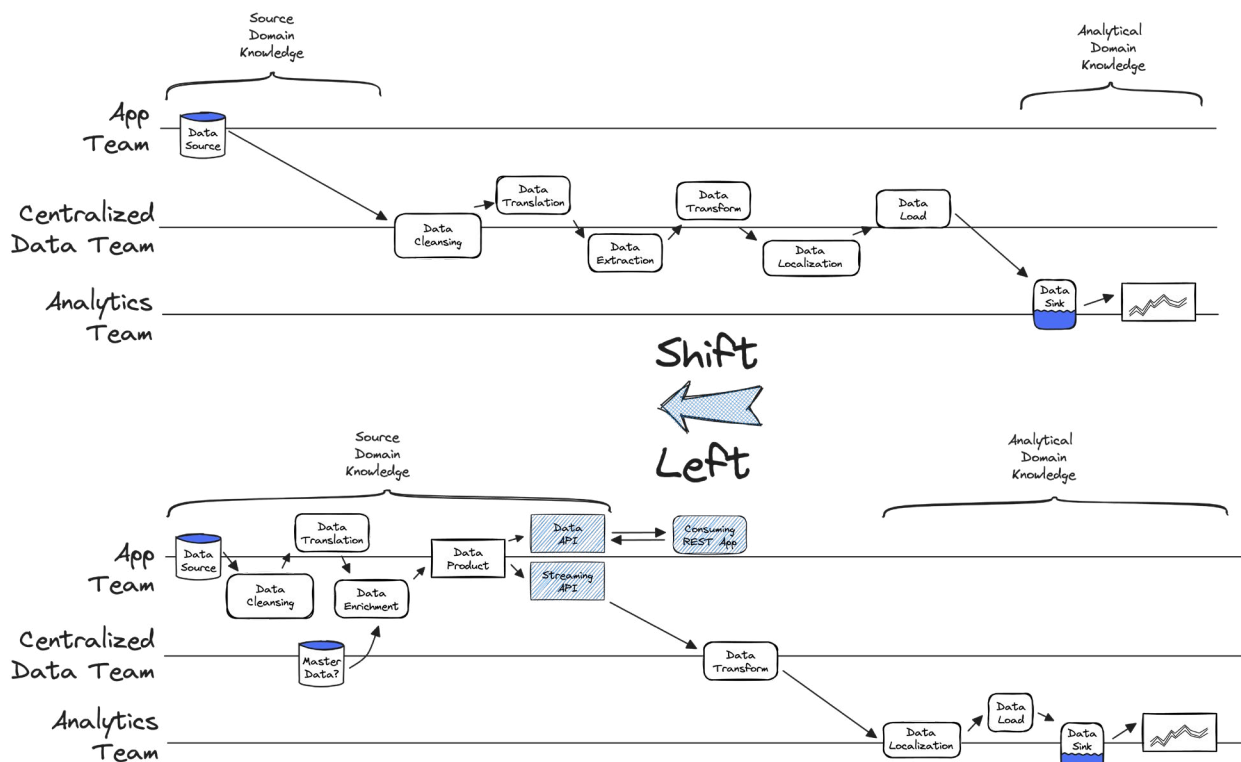 Source
Domain
Knowledge
Analytical
Domain
Knowledge
App
Team
Data
Source
Centralized
Data Team
Data
Cleansing
Data
Translation
Data
Extraction
Data
Transform
Data
Localization
Data
Load
Analytics
Team
Data
Sink
Shift
Left
Source
Domain
Knowledge
Analytical
Domain
Knowledge
App
Team
Data
Source
Data
Cleansing
Data
Translation
Data
Enrichment
Data
Product
Data
API
Streaming
API
Consuming
REST App
Centralized
Data Team
Master
Data?
Data
Transform
Analytics
Team
Data
Localization
Data
Load
Data
Sink